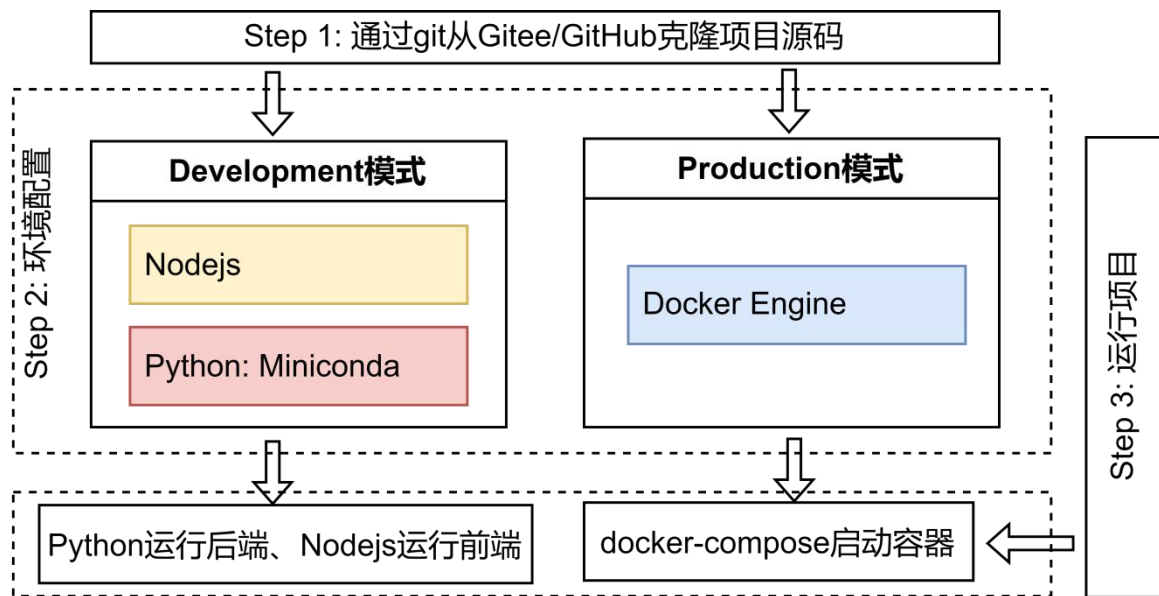 Step 1: 通过git从Gitee/GitHub克隆项目源码
Step 2: 环境配置
Development模式
Nodejs
Python: Miniconda
Production模式
Docker Engine
Step 3: 运行项目
Python运行后端、Nodejs运行前端
docker-compose启动容器